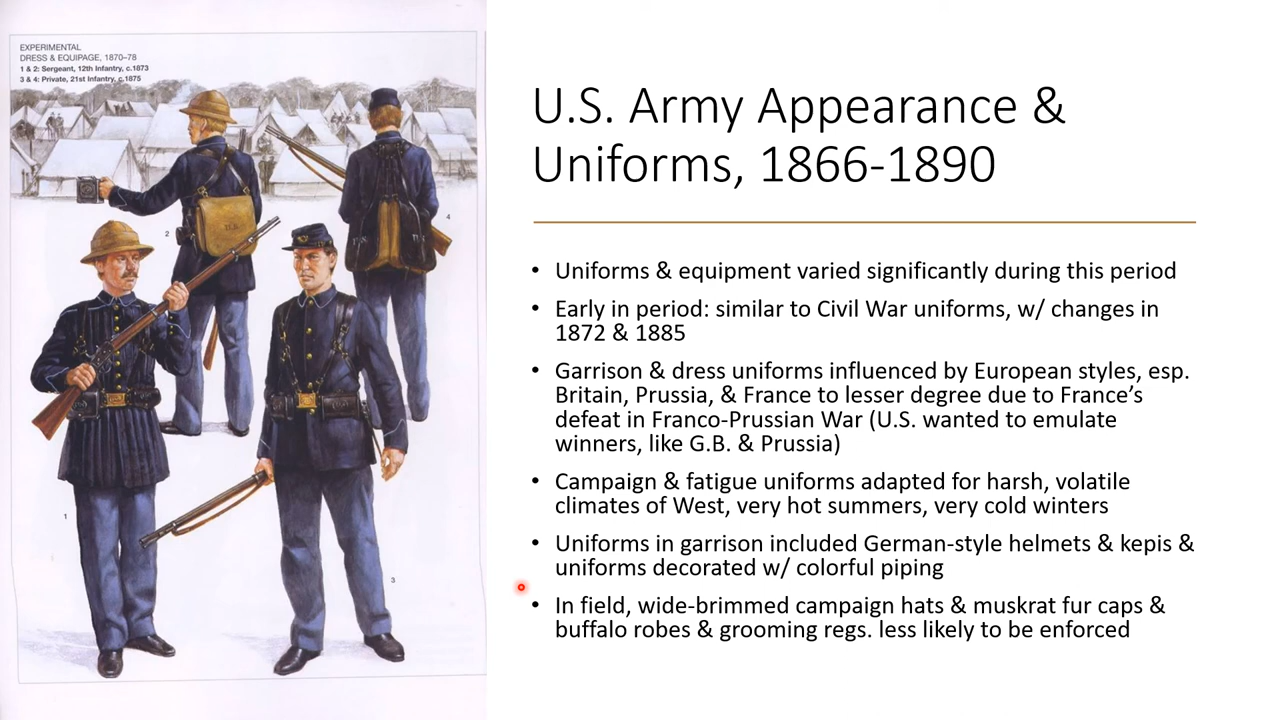 EXPERIMENTAL
DRESS & EQUIPAGE, 1870–78
1 & 2: Sergeant, 12th Infantry, c.1873
3 & 4: Private, 21st Infantry, c.1875
2
4
1
3
U.S. Army Appearance &
Uniforms, 1866-1890
• Uniforms & equipment varied significantly during this period
• Early in period: similar to Civil War uniforms, w/ changes in
1872 & 1885
• Garrison & dress uniforms influenced by European styles, esp.
Britain, Prussia, & France to lesser degree due to France’s
defeat in Franco-Prussian War (U.S. wanted to emulate
winners, like G.B. & Prussia)
• Campaign & fatigue uniforms adapted for harsh, volatile
climates of West, very hot summers, very cold winters
• Uniforms in garrison included German-style helmets & kepis &
uniforms decorated w/ colorful piping
• In field, wide-brimmed campaign hats & muskrat fur caps &
buffalo robes & grooming regs. less likely to be enforced